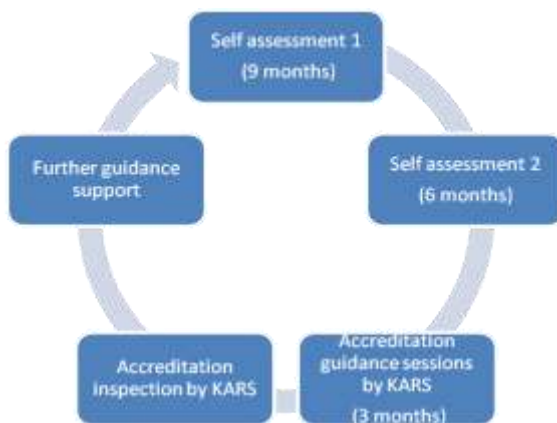 Self assessment 1
(9 months)
Self assessment 2
(6 months)
Accreditation
guidance sessions
by KARS
(3 months)
Accreditation
inspection by KARS
Further guidance
support